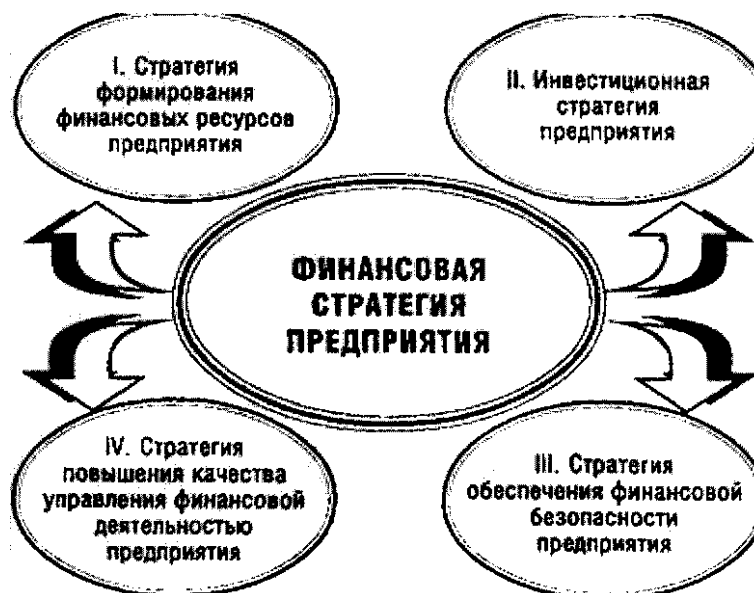 I. Стратегия
формирования
финансовых ресурсов
предприятия
II. Инвестиционная
стратегия
предприятия
ФИНАНСОВАЯ
СТРАТЕГИЯ
ПРЕДПРИЯТИЯ
IV. Стратегия
повышения качества
управления финансовой
деятельностью
предприятия
III. Стратегия
обеспечения финансовой
безопасности
предприятия